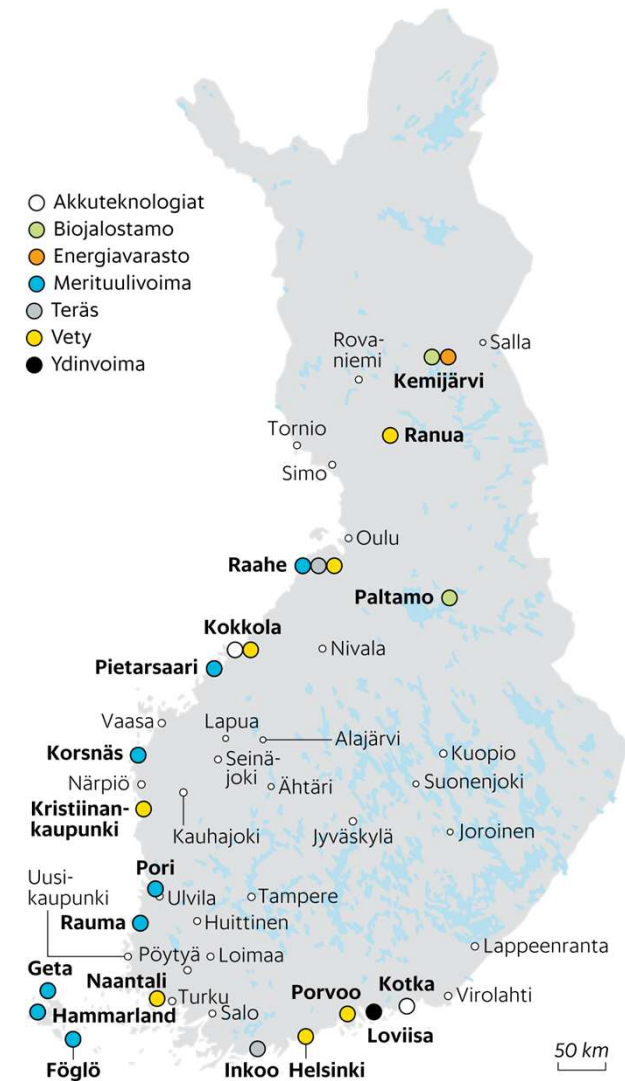 Akkuteknologiat
Biojalostamo
Energiavarasto
Merituulivoima
Teräs
Vety
Ydinvoima
Rova-
niemi
Salla
Kemijärvi
Tornio
Ranua
Simo
Oulu
Raahe
Paltamo
Kokkola
Nivala
Pietarsaari
Vaasa
Lapua
Alajärvi
Korsnäs
Seinä-
joki
Kuopio
Närpiö
Ähtäri
Suonenjoki
Kristiinan-
kaupunki
Kauhajoki
Jyväskylä
Joroinen
Pori
Uusi-
kaupunki
Ulvila
Tampere
Rauma
Huittinen
Lappeenranta
Pöytyä
Loimaa
Geta
Naantali
Kotka
Virolahti
Hammarland
Turku
Salo
Porvoo
Loviisa
Föglö
Inkoo
Helsinki
50 km